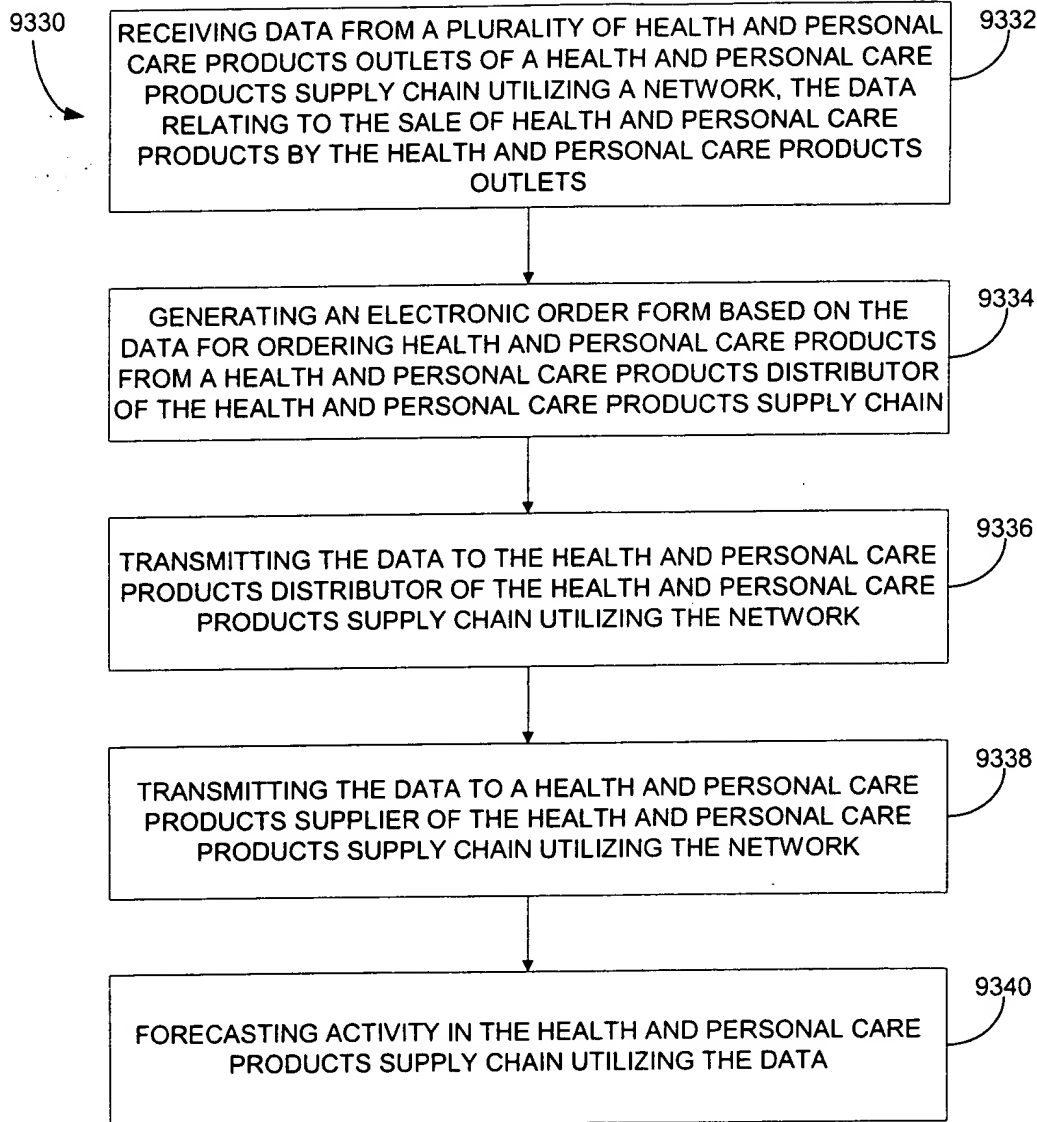 9330
RECEIVING DATA FROM A PLURALITY OF HEALTH AND PERSONAL
CARE PRODUCTS OUTLETS OF A HEALTH AND PERSONAL CARE
PRODUCTS SUPPLY CHAIN UTILIZING A NETWORK, THE DATA
RELATING TO THE SALE OF HEALTH AND PERSONAL CARE
PRODUCTS BY THE HEALTH AND PERSONAL CARE PRODUCTS
OUTLETS
9332
GENERATING AN ELECTRONIC ORDER FORM BASED ON THE
DATA FOR ORDERING HEALTH AND PERSONAL CARE PRODUCTS
FROM A HEALTH AND PERSONAL CARE PRODUCTS DISTRIBUTOR
OF THE HEALTH AND PERSONAL CARE PRODUCTS SUPPLY CHAIN
9334
TRANSMITTING THE DATA TO THE HEALTH AND PERSONAL CARE
PRODUCTS DISTRIBUTOR OF THE HEALTH AND PERSONAL CARE
PRODUCTS SUPPLY CHAIN UTILIZING THE NETWORK
9336
TRANSMITTING THE DATA TO A HEALTH AND PERSONAL CARE
PRODUCTS SUPPLIER OF THE HEALTH AND PERSONAL CARE
PRODUCTS SUPPLY CHAIN UTILIZING THE NETWORK
9338
FORECASTING ACTIVITY IN THE HEALTH AND PERSONAL CARE
PRODUCTS SUPPLY CHAIN UTILIZING THE DATA
9340